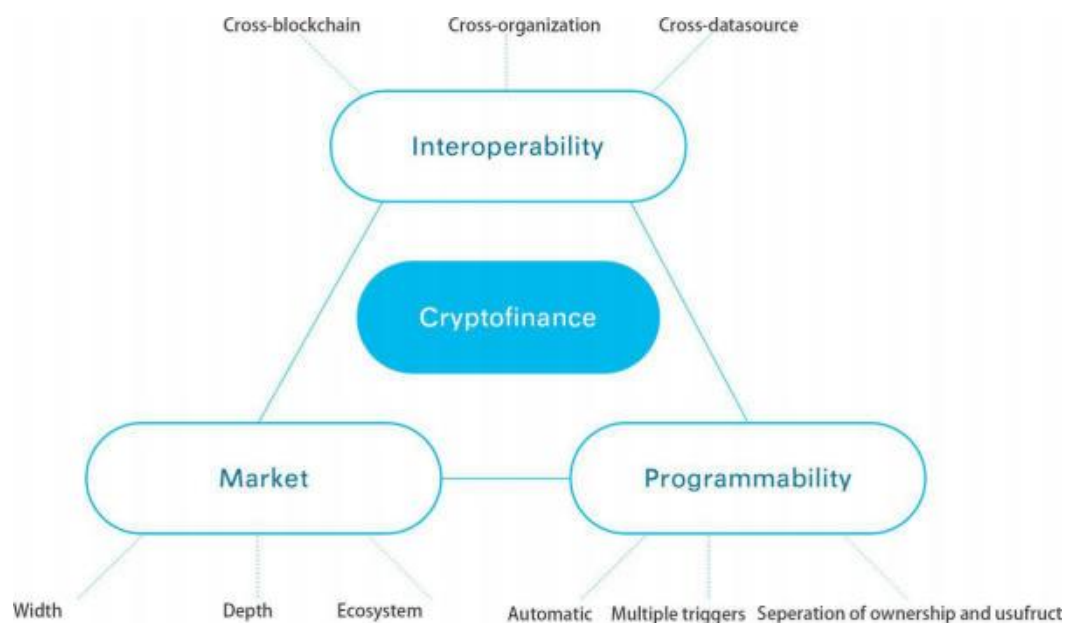 Cross-blockchain Cross-organization Cross-datasource
Interoperability
Cryptofinance
Market Programmability
Width Depth Ecosystem Automatic Multiple triggers Seperation of ownership and usufruct